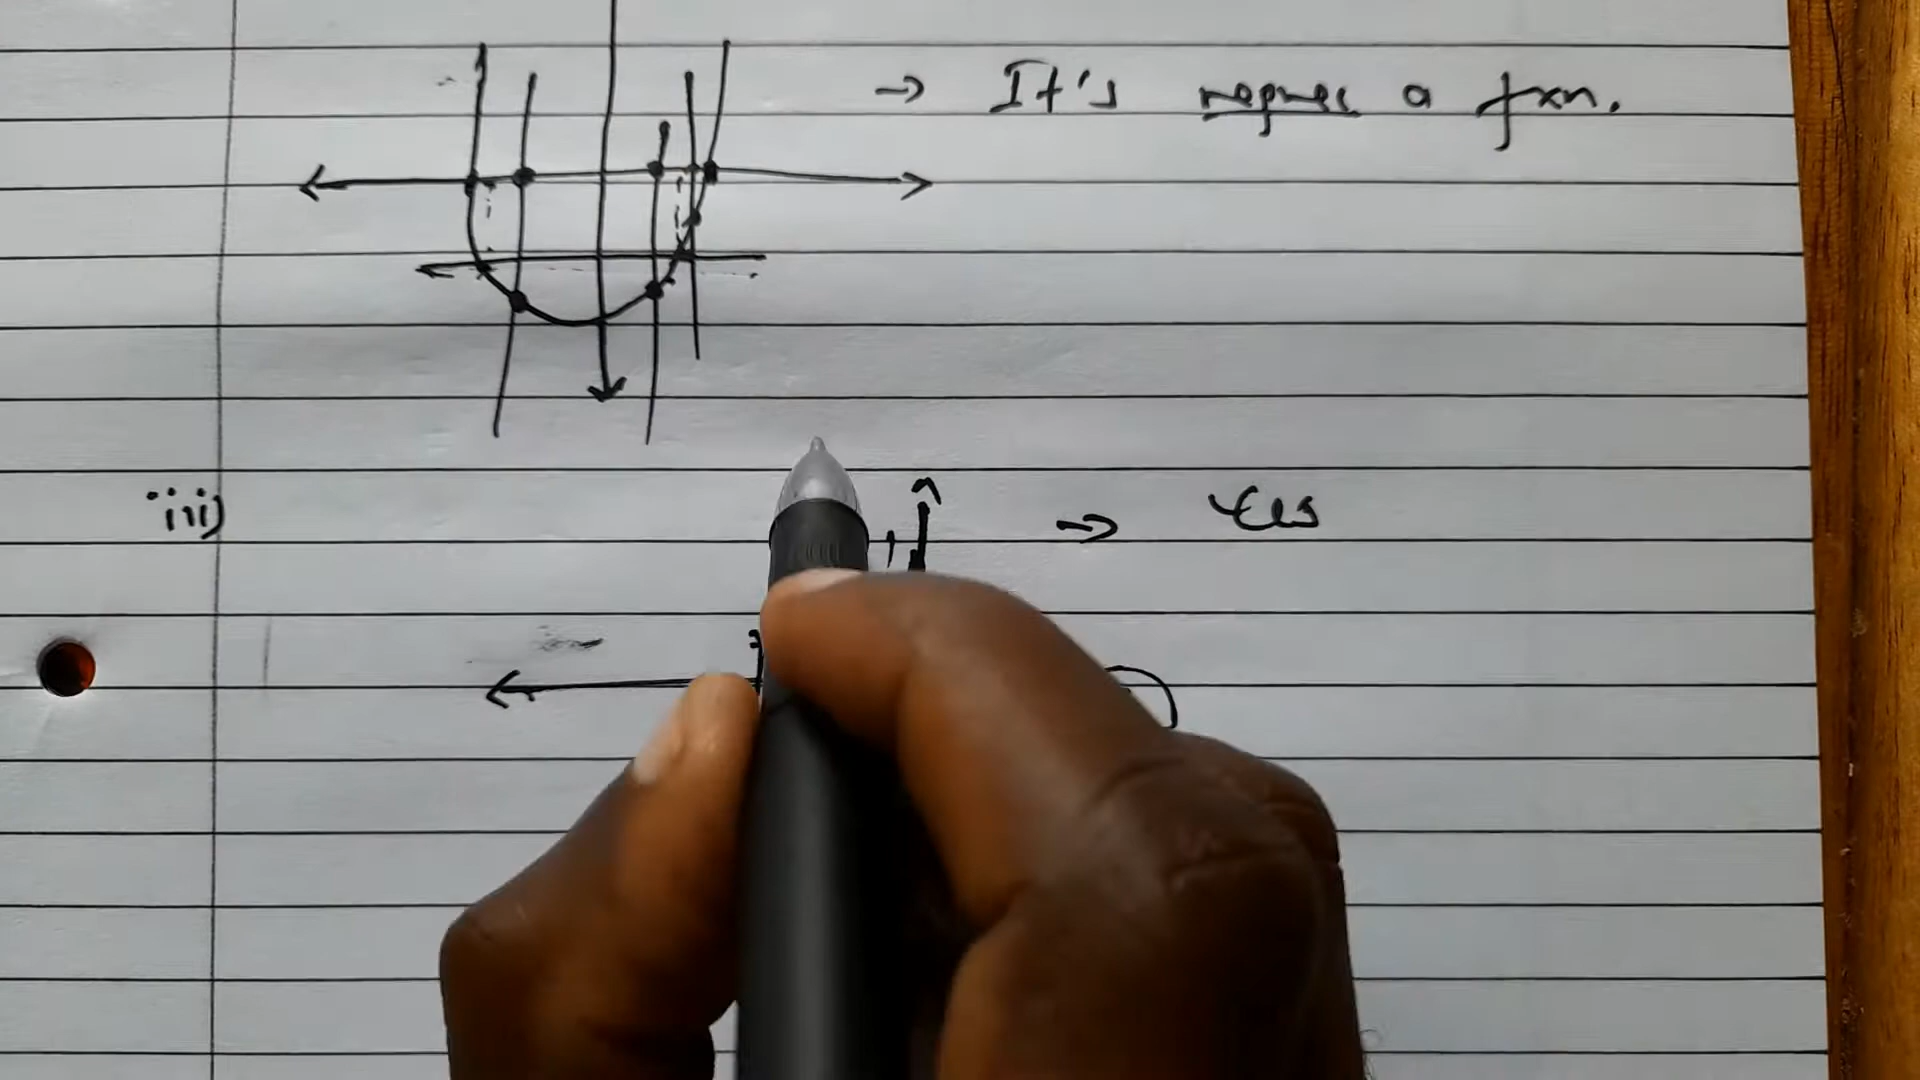 → It's repres a fxn.
iii) → Yes